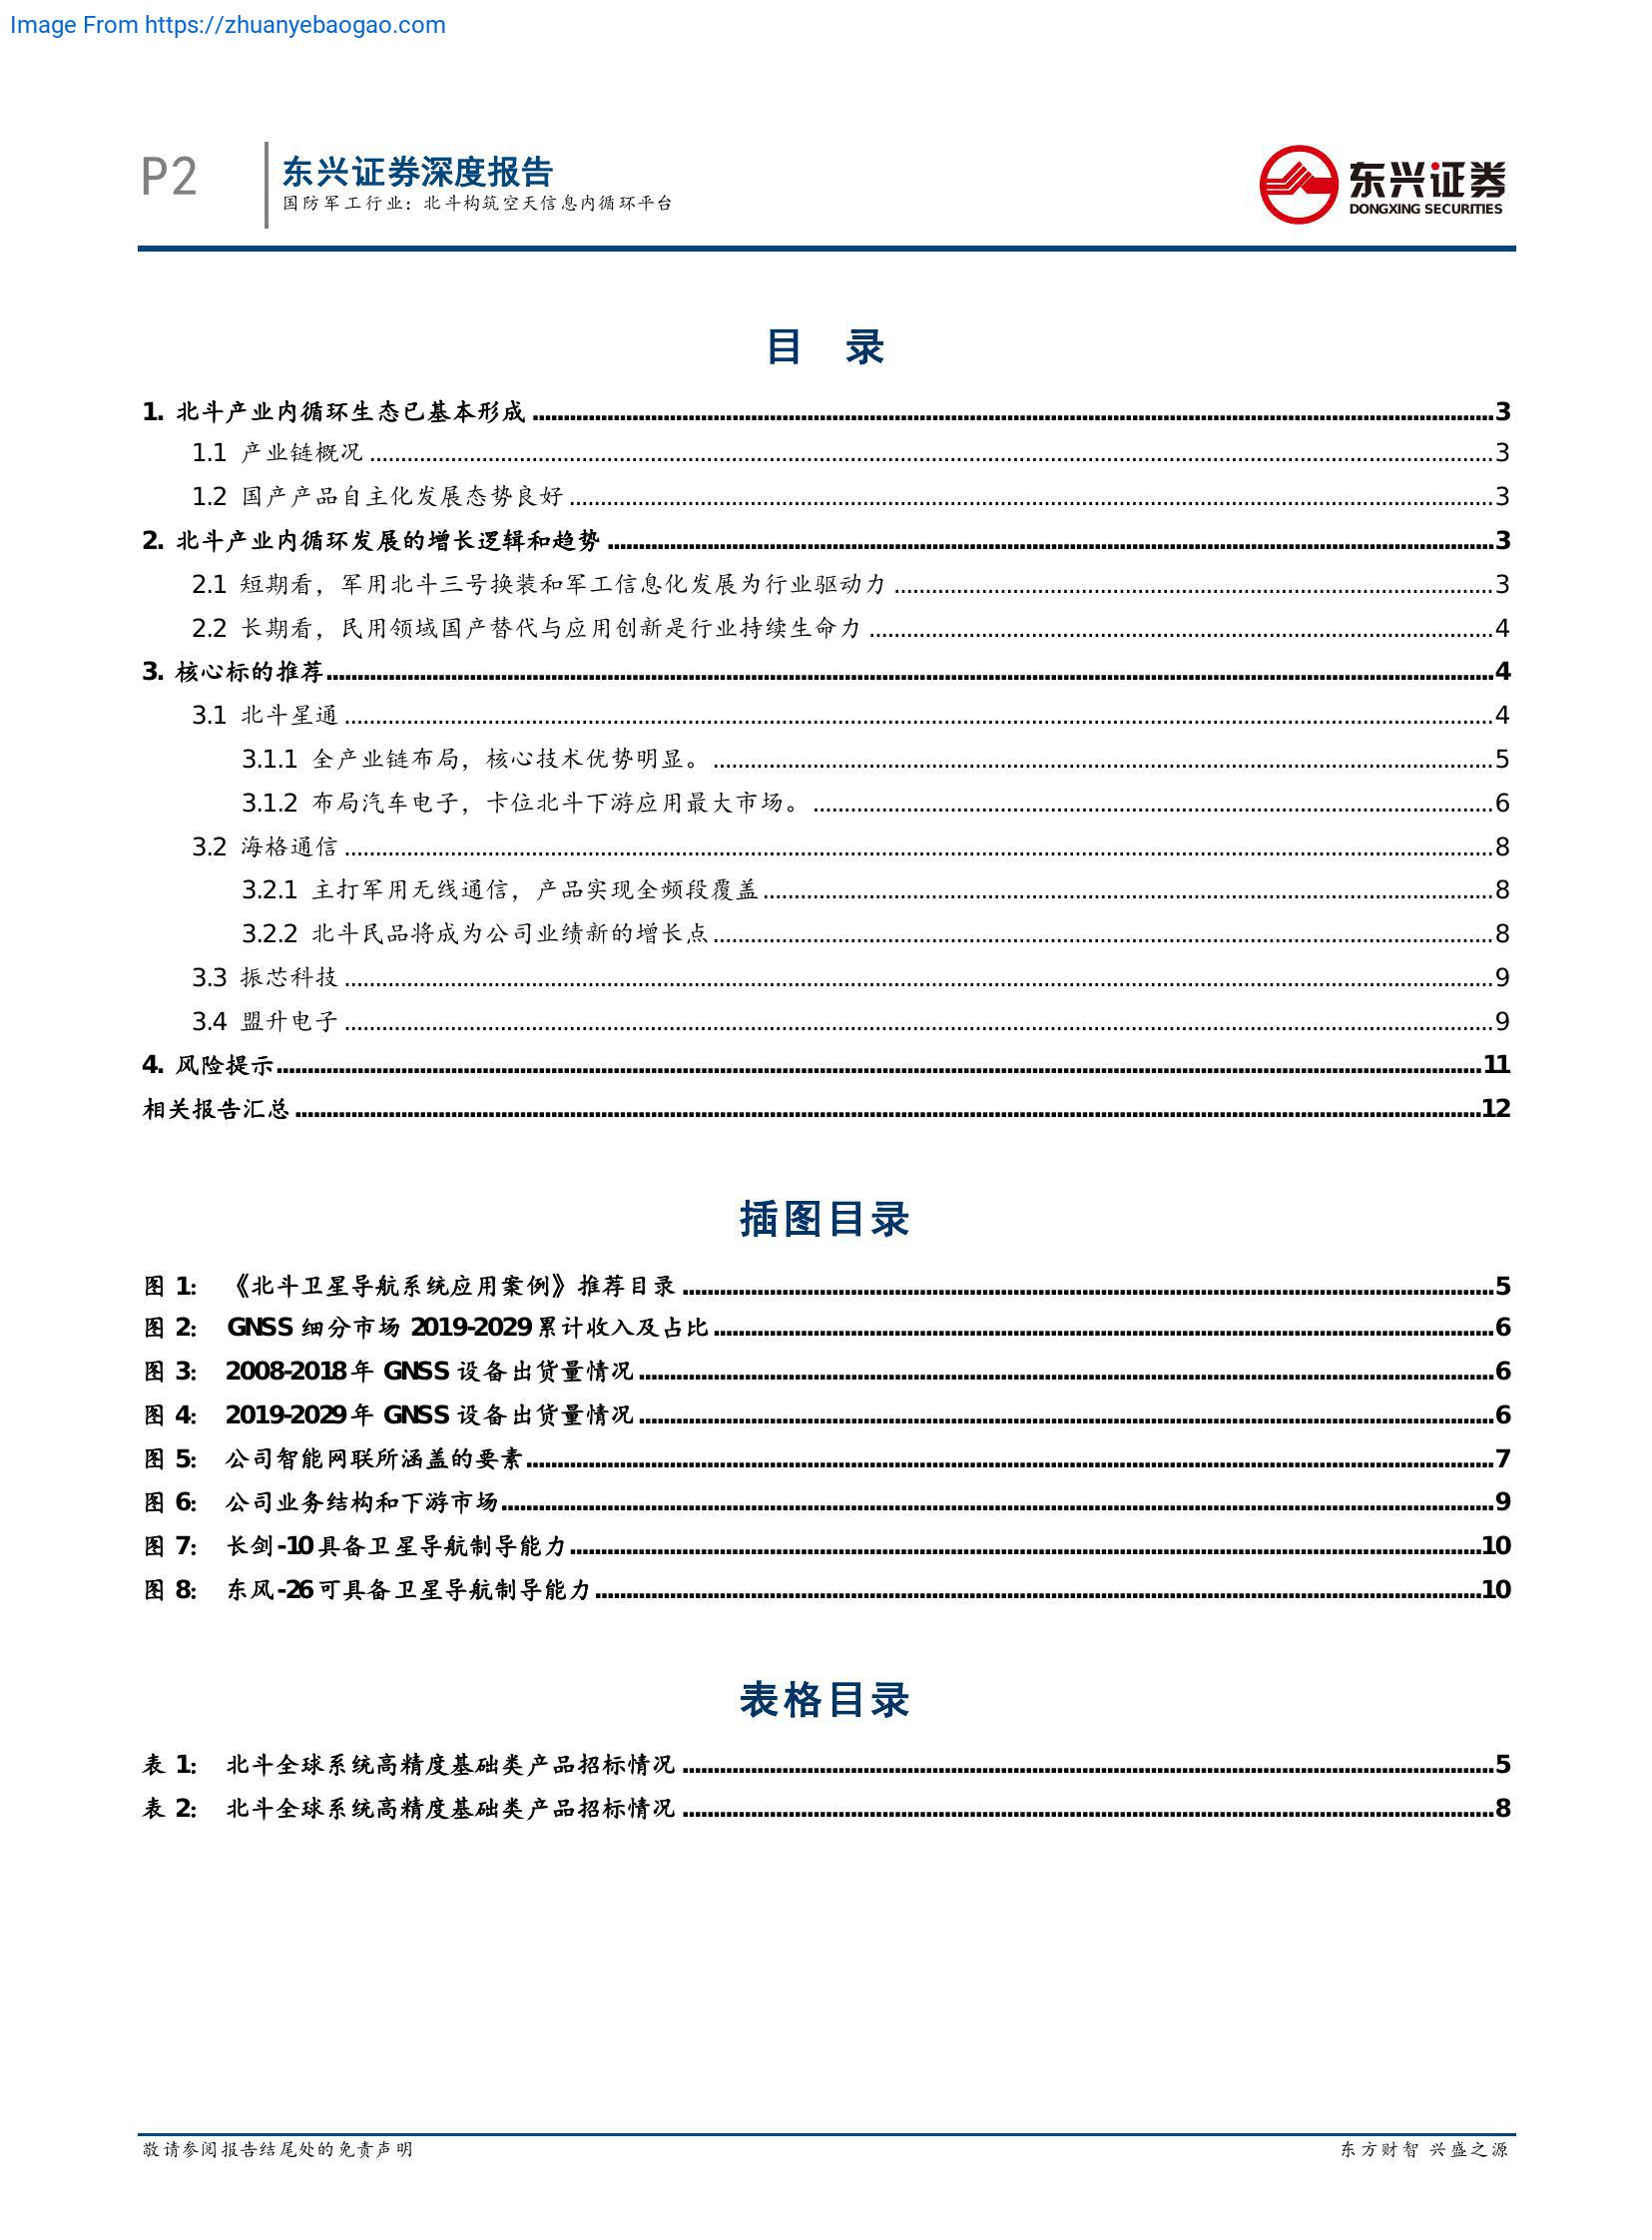 Image From https://zhuanyebaogao.com
P2
东兴证券深度报告
国防军工行业：北斗构筑空天信息内循环平台
东兴证券
DONGXING SECURITIES
目 录
1. 北斗产业内循环生态已基本形成 3
1.1 产业链概况 3
1.2 国产产品自主化发展态势良好 3
2. 北斗产业内循环发展的增长逻辑和趋势 3
2.1 短期看，军用北斗三号换装和军工信息化发展为行业驱动力 3
2.2 长期看，民用领域国产替代与应用创新是行业持续生命力 4
3. 核心标的推荐 4
3.1 北斗星通 4
3.1.1 全产业链布局，核心技术优势明显。 5
3.1.2 布局汽车电子，卡位北斗下游应用最大市场。 6
3.2 海格通信 8
3.2.1 主打军用无线通信，产品实现全频段覆盖 8
3.2.2 北斗民品将成为公司业绩新的增长点 8
3.3 振芯科技 9
3.4 盟升电子 9
4. 风险提示 11
相关报告汇总 12
插图目录
图 1: 《北斗卫星导航系统应用案例》推荐目录 5
图 2: GNSS 细分市场 2019-2029 累计收入及占比 6
图 3: 2008-2018 年 GNSS 设备出货量情况 6
图 4: 2019-2029 年 GNSS 设备出货量情况 6
图 5: 公司智能网联所涵盖的要素 7
图 6: 公司业务结构和下游市场 9
图 7: 长剑-10 具备卫星导航制导能力 10
图 8: 东风-26 可具备卫星导航制导能力 10
表格目录
表 1: 北斗全球系统高精度基础类产品招标情况 5
表 2: 北斗全球系统高精度基础类产品招标情况 8
敬请参阅报告结尾处的免责声明
东方财智 兴盛之源